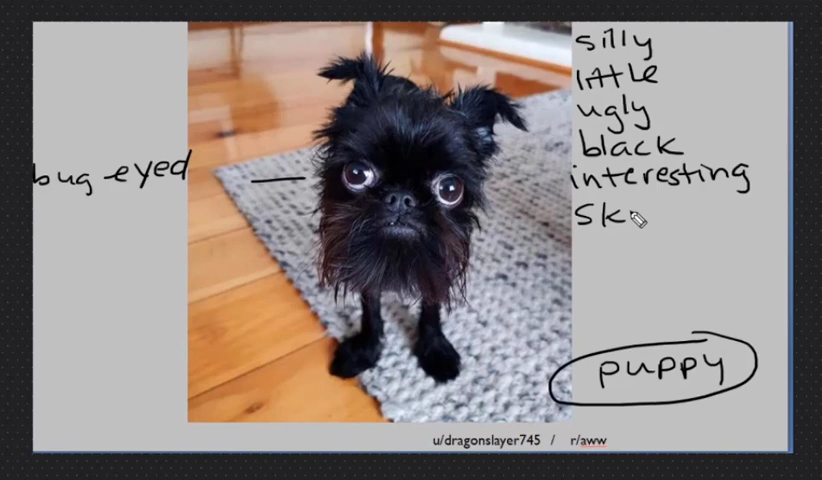 silly
little
ugly
black
bug-eyed
interesting
sk
puppy
u/dragonslayer745 / r/aww